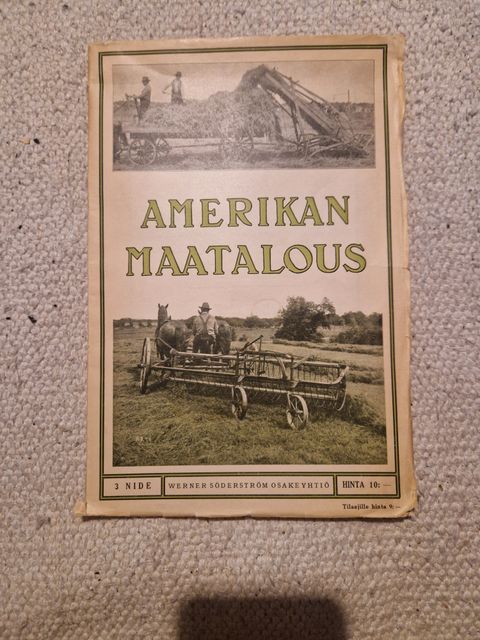 AMERIKAN
MAATALOUS
3 NIDE
WERNER SÖDERSTRÖM OSAKEYHTIÖ
HINTA 10: —
Tilaajille hinta 9: —